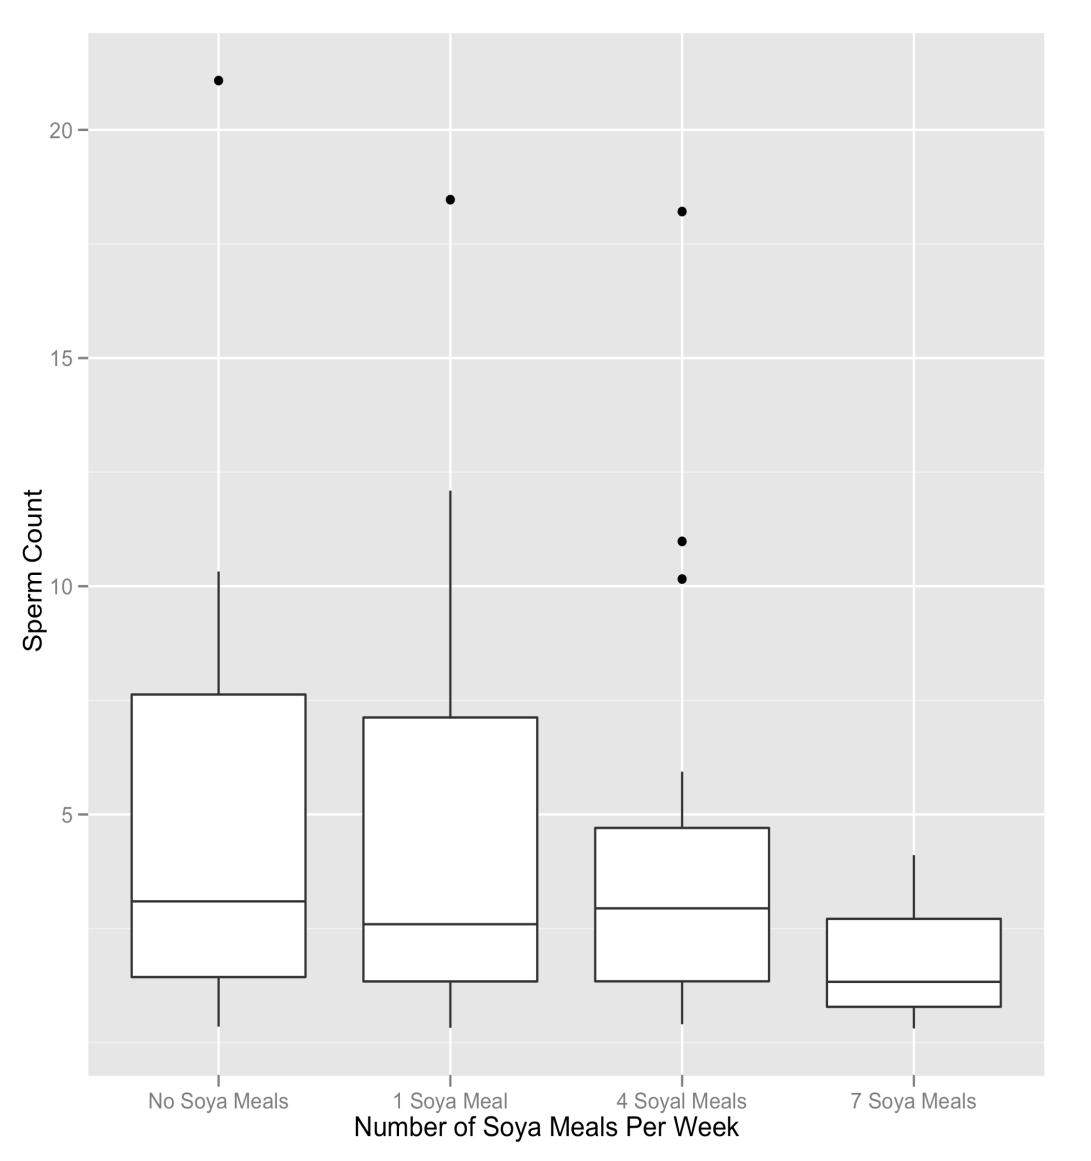 Sperm Count
20
15
10
5
No Soya Meals
1 Soya Meal
4 Soyal Meals
7 Soya Meals
Number of Soya Meals Per Week